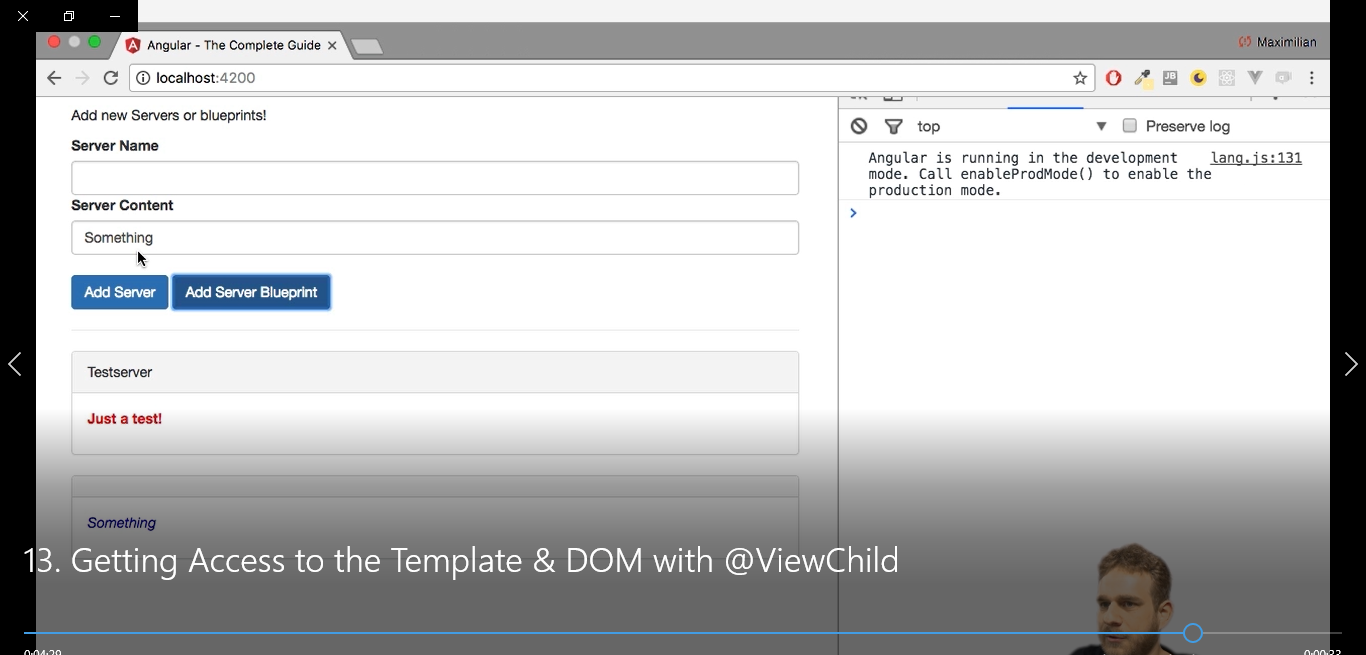 Angular - The Complete Guide
Maximilian
localhost:4200
Add new Servers or blueprints!
Server Name
Server Content
Something
Add Server
Add Server Blueprint
Testserver
Just a test!
Something
top
Preserve log
Angular is running in the development lang.js:131
mode. Call enableProdMode() to enable the
production mode.
13. Getting Access to the Template & DOM with @ViewChild
0:04:29
0:00:33